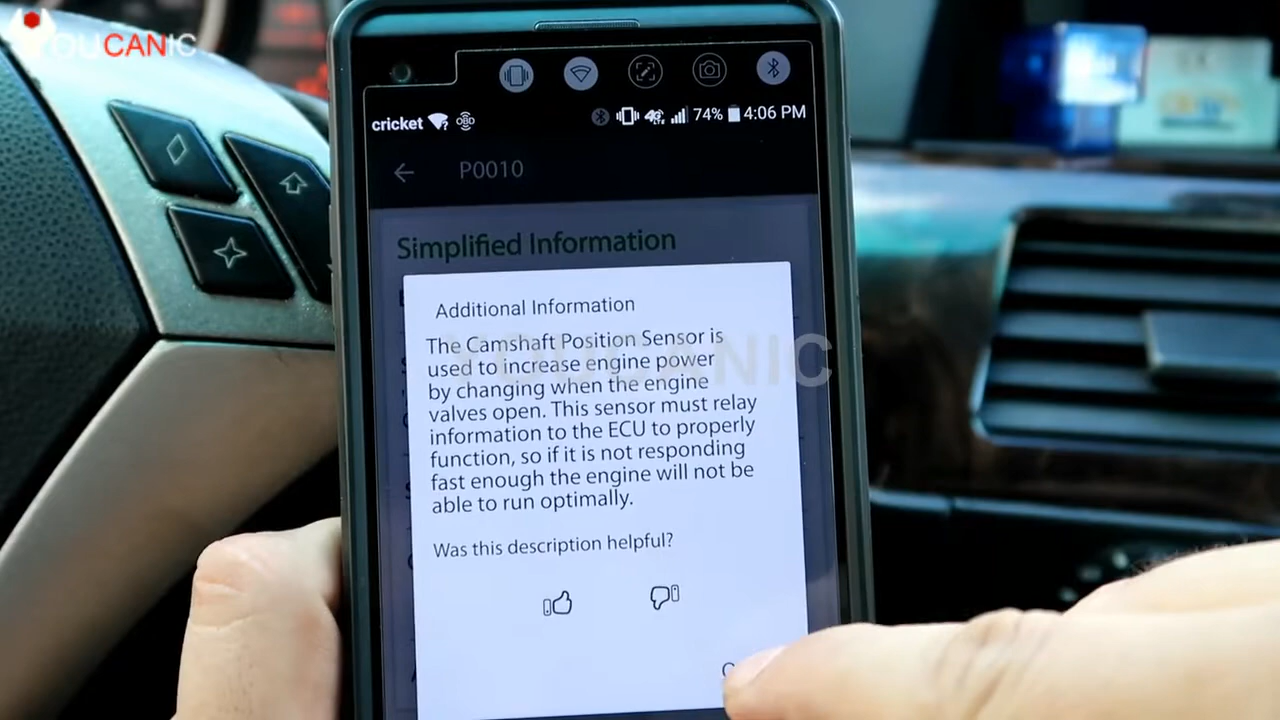 YOUCANIC
cricket OBD 4G LTE 74% 4:06 PM
P0010
Simplified Information
Additional Information
The Camshaft Position Sensor is
used to increase engine power
by changing when the engine
valves open. This sensor must relay
information to the ECU to properly
function, so if it is not responding
fast enough the engine will not be
able to run optimally.
Was this description helpful?